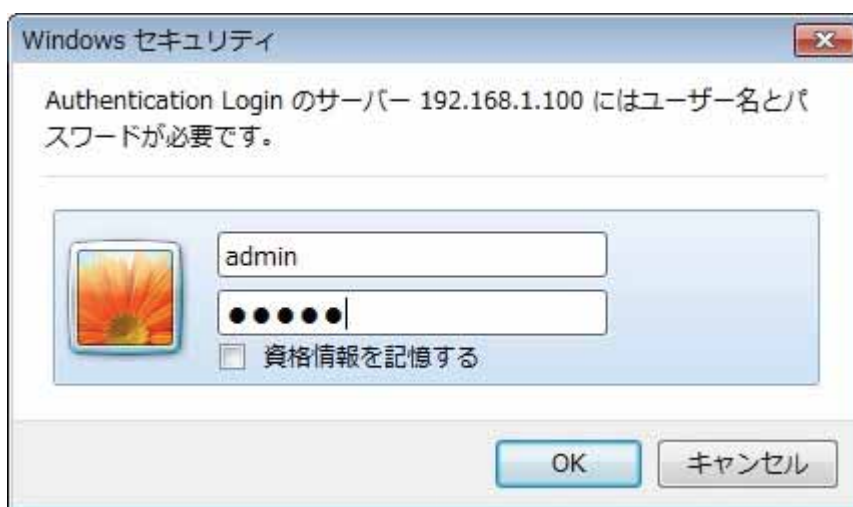 Windows セキュリティ
Authentication Login のサーバー 192.168.1.100 にはユーザー名とパ
スワードが必要です。
admin
●●●●●
資格情報を記憶する
OK
キャンセル